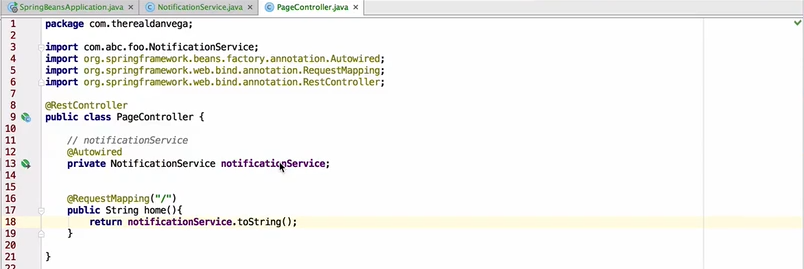 SpringBeansApplication.java × NotificationService.java × PageController.java ×
1 package com.therealdanvega;
2
3 import com.abc.foo.NotificationService;
4 import org.springframework.beans.factory.annotation.Autowired;
5 import org.springframework.web.bind.annotation.RequestMapping;
6 import org.springframework.web.bind.annotation.RestController;
7
8 @RestController
9 public class PageController {
10
11 // notificationService
12 @Autowired
13 private NotificationService notificationService;
14
15
16 @RequestMapping("/")
17 public String home(){
18 return notificationService.toString();
19 }
20
21 }
22